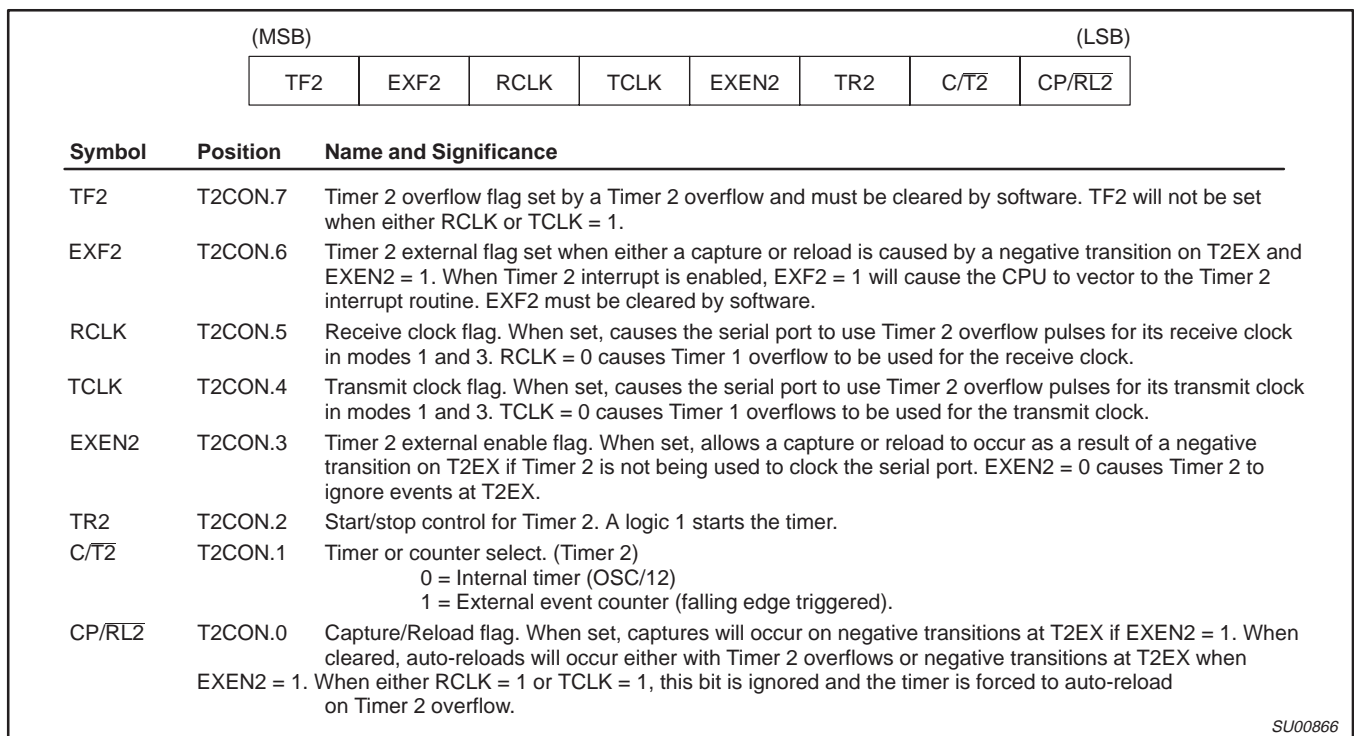 (MSB) (LSB)
TF2 EXF2 RCLK TCLK EXEN2 TR2 C/T2 CP/RL2
Symbol Position Name and Significance
TF2 T2CON.7 Timer 2 overflow flag set by a Timer 2 overflow and must be cleared by software. TF2 will not be set
when either RCLK or TCLK = 1.
EXF2 T2CON.6 Timer 2 external flag set when either a capture or reload is caused by a negative transition on T2EX and
EXEN2 = 1. When Timer 2 interrupt is enabled, EXF2 = 1 will cause the CPU to vector to the Timer 2
interrupt routine. EXF2 must be cleared by software.
RCLK T2CON.5 Receive clock flag. When set, causes the serial port to use Timer 2 overflow pulses for its receive clock
in modes 1 and 3. RCLK = 0 causes Timer 1 overflow to be used for the receive clock.
TCLK T2CON.4 Transmit clock flag. When set, causes the serial port to use Timer 2 overflow pulses for its transmit clock
in modes 1 and 3. TCLK = 0 causes Timer 1 overflows to be used for the transmit clock.
EXEN2 T2CON.3 Timer 2 external enable flag. When set, allows a capture or reload to occur as a result of a negative
transition on T2EX if Timer 2 is not being used to clock the serial port. EXEN2 = 0 causes Timer 2 to
ignore events at T2EX.
TR2 T2CON.2 Start/stop control for Timer 2. A logic 1 starts the timer.
C/T2 T2CON.1 Timer or counter select. (Timer 2)
0 = Internal timer (OSC/12)
1 = External event counter (falling edge triggered).
CP/RL2 T2CON.0 Capture/Reload flag. When set, captures will occur on negative transitions at T2EX if EXEN2 = 1. When
cleared, auto-reloads will occur either with Timer 2 overflows or negative transitions at T2EX when
EXEN2 = 1. When either RCLK = 1 or TCLK = 1, this bit is ignored and the timer is forced to auto-reload
on Timer 2 overflow.
SU00866